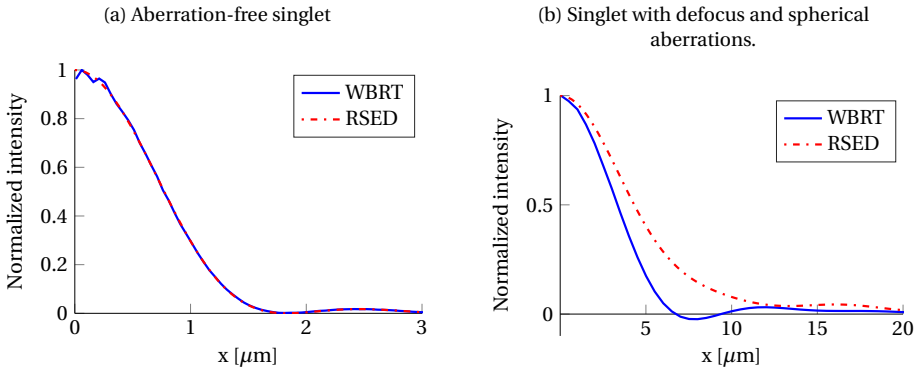 (a) Aberration-free singlet
1
0.8
0.6
0.4
0.2
0
0
1
2
3
Normalized intensity
x [μm]
WBRT
RSED
(b) Singlet with defocus and spherical
aberrations.
1
0.5
0
5
10
15
20
Normalized intensity
x [μm]
WBRT
RSED